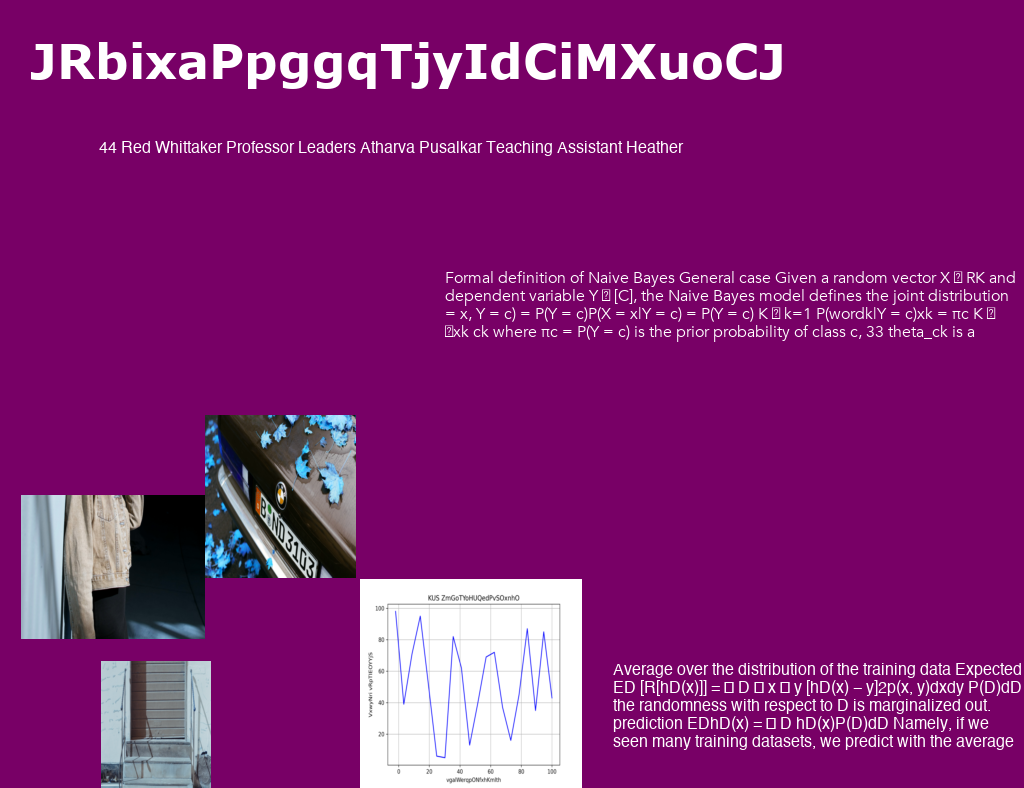 JRbixaPpggqTjyIdCiMXuoCJ
44 Red Whittaker Professor Leaders Atharva Pusalkar Teaching Assistant Heather
Formal definition of Naive Bayes General case Given a random vector X � RK and
dependent variable Y � [C], the Naive Bayes model defines the joint distribution
= x, Y = c) = P(Y = c)P(X = x|Y = c) = P(Y = c) K � k=1 P(wordk|Y = c)xk = πc K �
�xk ck where πc = P(Y = c) is the prior probability of class c, 33 theta_ck is a
B ND 3103
KUS ZmGoTYoHUQedPvSOxnhO
100
80
60
40
20
0 20 40 60 80 100
vgalWerqpONfxhKmlth
Average over the distribution of the training data Expected
ED [R[hD(x)]] = � D � x � y [hD(x) − y]2p(x, y)dxdy P(D)dD
the randomness with respect to D is marginalized out.
prediction EDhD(x) = � D hD(x)P(D)dD Namely, if we
seen many training datasets, we predict with the average